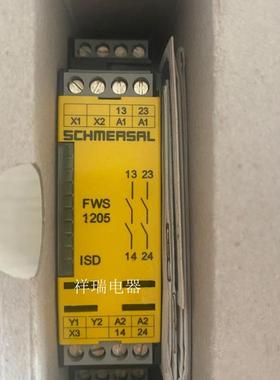 13 23
X1 X2 A1 A1
SCHMERSAL
13 23
FWS
1205
ISD
14 24
祥瑞电器
Y1 Y2 A2 A2
X3 14 24